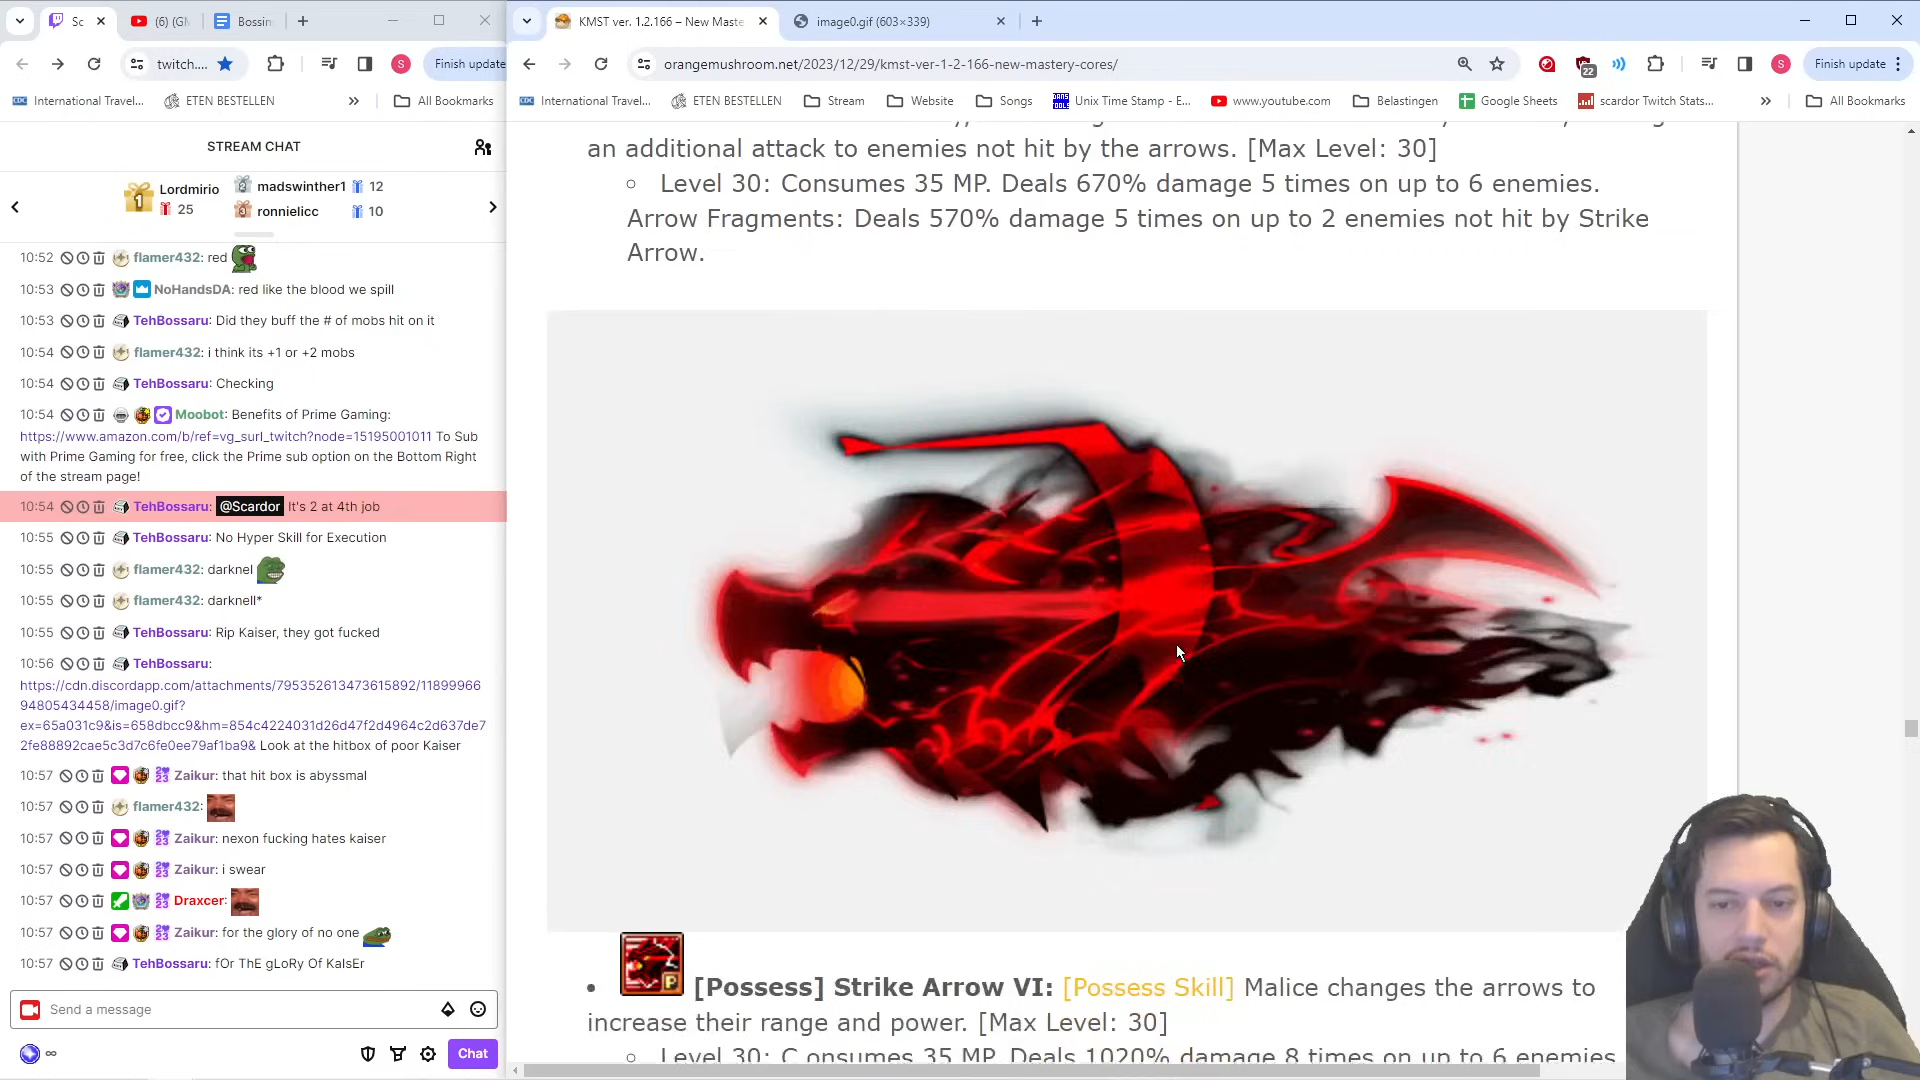 Sc
(6) (GM
Bossin
KMST ver. 1.2.166 – New Maste
image0.gif (603×339)
twitch....
Finish update
orangemushroom.net/2023/12/29/kmst-ver-1-2-166-new-mastery-cores/
22
Finish update
International Travel...
ETEN BESTELLEN
All Bookmarks
International Travel...
ETEN BESTELLEN
Stream
Website
Songs
Unix Time Stamp - E...
www.youtube.com
Belastingen
Google Sheets
scardor Twitch Stats...
All Bookmarks
STREAM CHAT
Lordmirio
25
madswinther1 12
ronnielicc 10
10:52 flamer432: red
10:53 NoHandsDA: red like the blood we spill
10:53 TehBossaru: Did they buff the # of mobs hit on it
10:54 flamer432: i think its +1 or +2 mobs
10:54 TehBossaru: Checking
10:54 Moobot: Benefits of Prime Gaming:
https://www.amazon.com/b/ref=vg_surl_twitch?node=15195001011 To Sub
with Prime Gaming for free, click the Prime sub option on the Bottom Right
of the stream page!
10:54 TehBossaru: @Scardor It's 2 at 4th job
10:55 TehBossaru: No Hyper Skill for Execution
10:55 flamer432: darknel
10:55 flamer432: darknell*
10:55 TehBossaru: Rip Kaiser, they got fucked
10:56 TehBossaru:
https://cdn.discordapp.com/attachments/795352613473615892/11899966
94805434458/image0.gif?
ex=65a031c9&is=658dbcc9&hm=854c4224031d26d47f2d4964c2d637de7
2fe88892cae5c3d7c6fe0ee79af1ba9& Look at the hitbox of poor Kaiser
10:57 Zaikur: that hit box is abyssmal
10:57 flamer432:
10:57 Zaikur: nexon fucking hates kaiser
10:57 Zaikur: i swear
10:57 Draxcer:
10:57 Zaikur: for the glory of no one
10:57 TehBossaru: fOr ThE gLoRy Of KaIsEr
Send a message
Chat
an additional attack to enemies not hit by the arrows. [Max Level: 30]
Level 30: Consumes 35 MP. Deals 670% damage 5 times on up to 6 enemies.
Arrow Fragments: Deals 570% damage 5 times on up to 2 enemies not hit by Strike
Arrow.
[Possess] Strike Arrow VI: [Possess Skill] Malice changes the arrows to
increase their range and power. [Max Level: 30]
Level 30: C onsumes 35 MP. Deals 1020% damage 8 times on up to 6 enemies